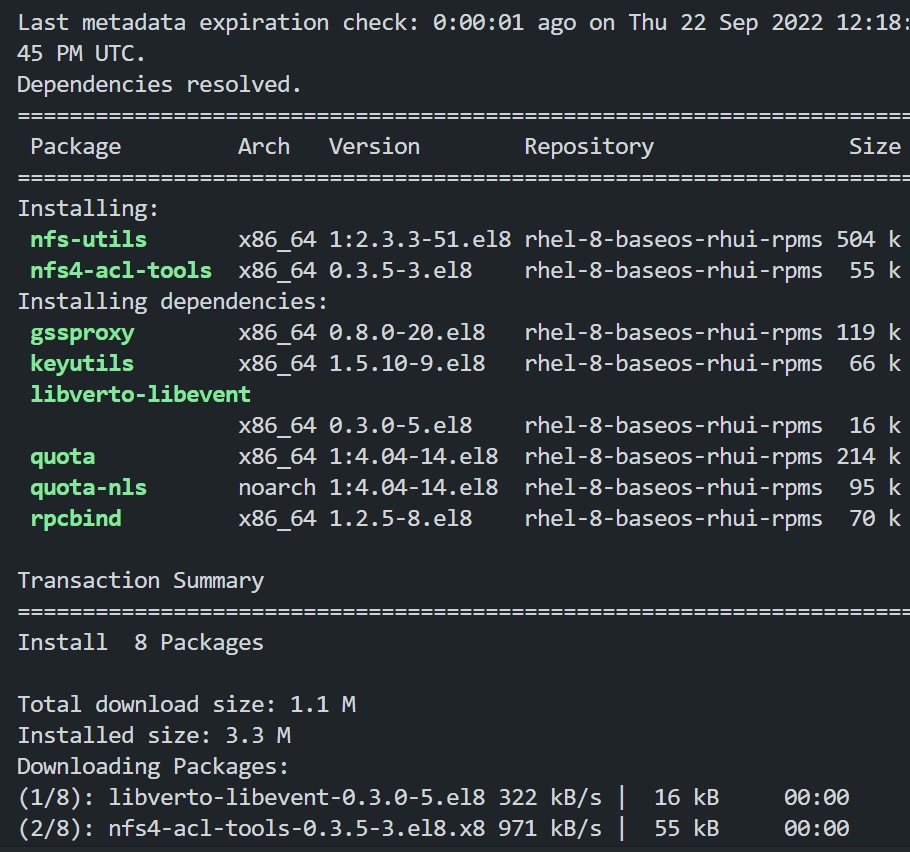 Last metadata expiration check: 0:00:01 ago on Thu 22 Sep 2022 12:18:
45 PM UTC.
Dependencies resolved.
=====================================================================
 Package         Arch   Version        Repository               Size
=====================================================================
Installing:
 nfs-utils       x86_64 1:2.3.3-51.el8 rhel-8-baseos-rhui-rpms 504 k
 nfs4-acl-tools  x86_64 0.3.5-3.el8    rhel-8-baseos-rhui-rpms  55 k
Installing dependencies:
 gssproxy        x86_64 0.8.0-20.el8   rhel-8-baseos-rhui-rpms 119 k
 keyutils        x86_64 1.5.10-9.el8   rhel-8-baseos-rhui-rpms  66 k
 libverto-libevent
                 x86_64 0.3.0-5.el8    rhel-8-baseos-rhui-rpms  16 k
 quota           x86_64 1:4.04-14.el8  rhel-8-baseos-rhui-rpms 214 k
 quota-nls       noarch 1:4.04-14.el8  rhel-8-baseos-rhui-rpms  95 k
 rpcbind         x86_64 1.2.5-8.el8    rhel-8-baseos-rhui-rpms  70 k

Transaction Summary
=====================================================================
Install  8 Packages

Total download size: 1.1 M
Installed size: 3.3 M
Downloading Packages:
(1/8): libverto-libevent-0.3.0-5.el8 322 kB/s |  16 kB     00:00
(2/8): nfs4-acl-tools-0.3.5-3.el8.x8 971 kB/s |  55 kB     00:00